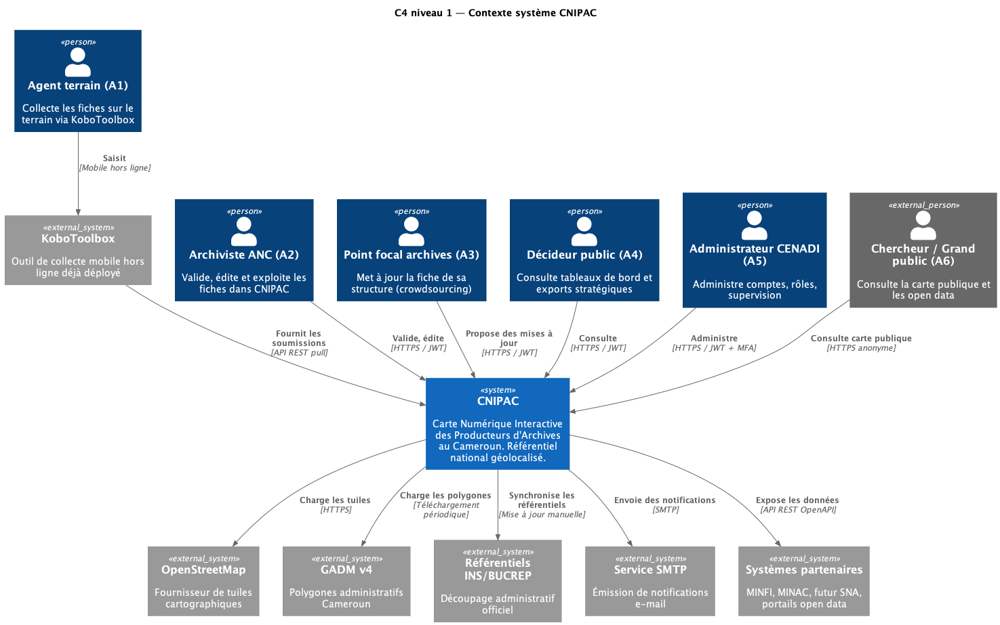 C4 niveau 1 — Contexte système CNIPAC
«person»
Agent terrain (A1)
Collecte les fiches sur le
terrain via KoboToolbox
Saisit
[Mobile hors ligne]
«external_system»
KoboToolbox
Outil de collecte mobile hors
ligne déjà déployé
«person»
Archiviste ANC (A2)
Valide, édite et exploite les
fiches dans CNIPAC
«person»
Point focal archives (A3)
Met à jour la fiche de sa
structure (crowdsourcing)
«person»
Décideur public (A4)
Consulte tableaux de bord et
exports stratégiques
«person»
Administrateur CENADI
(A5)
Administre comptes, rôles,
supervision
«external_person»
Chercheur / Grand
public (A6)
Consulte la carte publique et
les open data
Fournit les
soumissions
[API REST pull]
Valide, édite
[HTTPS / JWT]
Propose des mises à
jour
[HTTPS / JWT]
Consulte
[HTTPS / JWT]
Administre
[HTTPS / JWT + MFA]
Consulte carte publique
[HTTPS anonyme]
«system»
CNIPAC
Carte Numérique Interactive
des Producteurs d'Archives
au Cameroun. Référentiel
national géolocalisé.
Charge les tuiles
[HTTPS]
Charge les polygones
[Téléchargement
périodique]
Synchronise les
référentiels
[Mise à jour manuelle]
Envoie des notifications
[SMTP]
Expose les données
[API REST OpenAPI]
«external_system»
OpenStreetMap
Fournisseur de tuiles
cartographiques
«external_system»
GADM v4
Polygones administratifs
Cameroun
«external_system»
Référentiels
INS/BUCREP
Découpage administratif
officiel
«external_system»
Service SMTP
Émission de notifications
e-mail
«external_system»
Systèmes partenaires
MINFI, MINAC, futur SNA,
portails open data